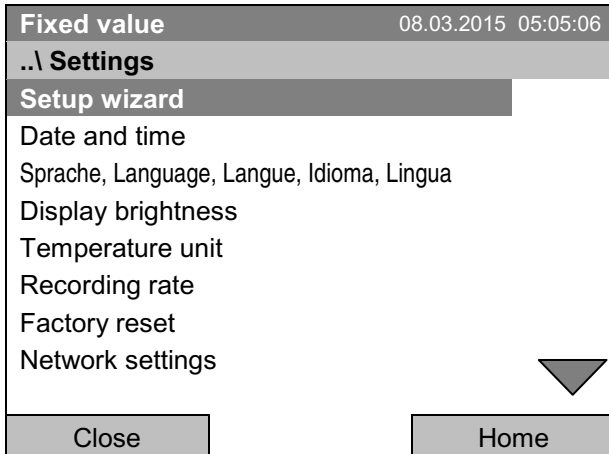 Fixed value 08.03.2015 05:05:06
..\ Settings
Setup wizard
Date and time
Sprache, Language, Langue, Idioma, Lingua
Display brightness
Temperature unit
Recording rate
Factory reset
Network settings
Close Home